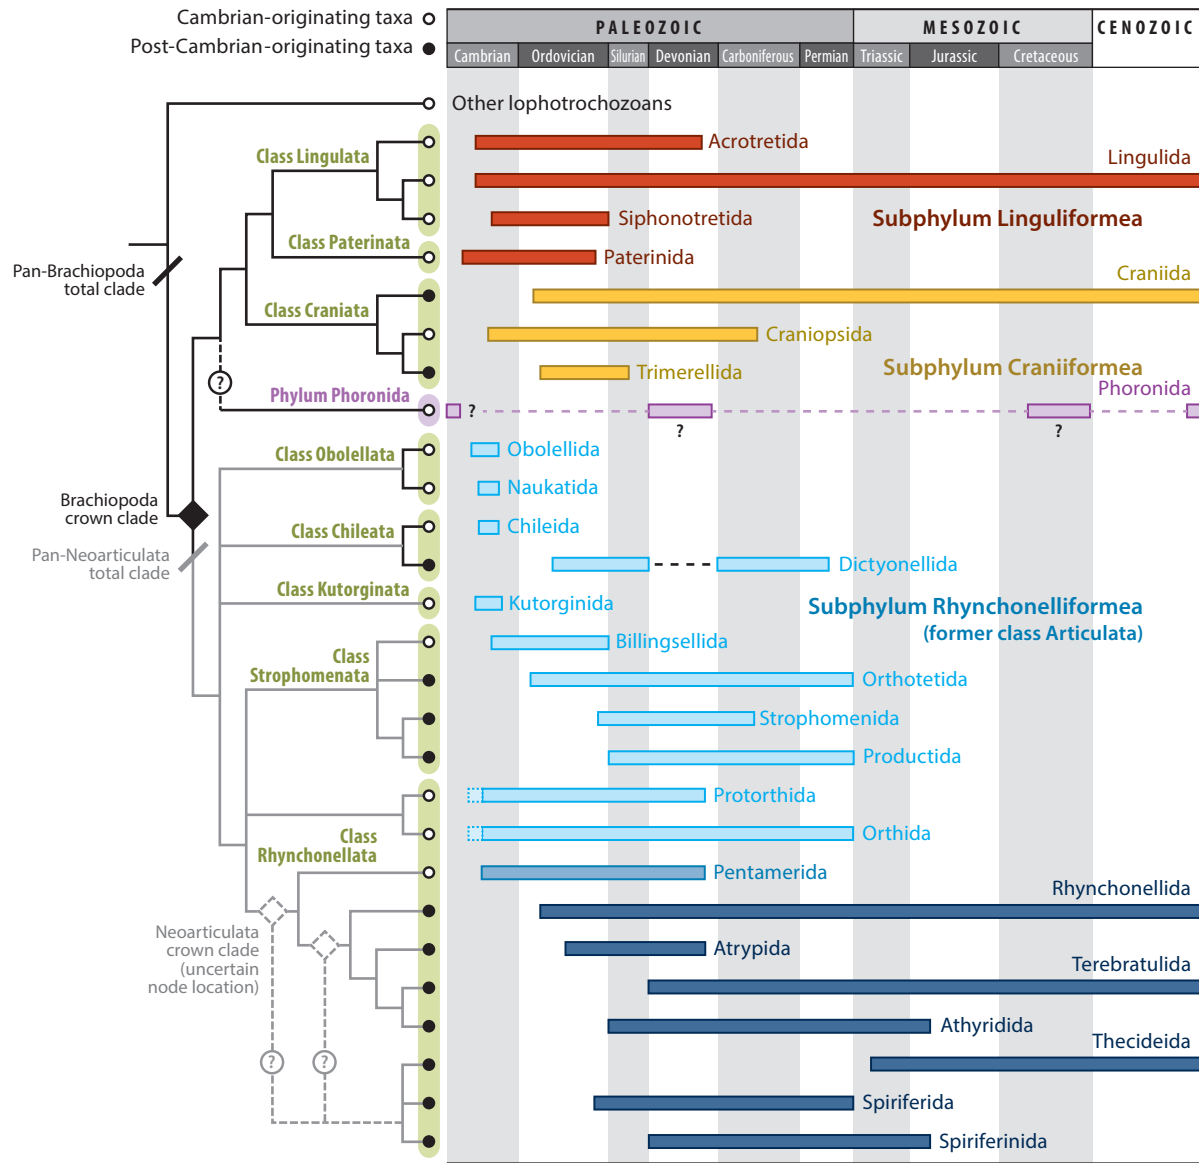 Cambrian-originating taxa
Post-Cambrian-originating taxa
PALEOZOIC
MESOZOIC
CENOZOIC
Cambrian
Ordovician
Silurian
Devonian
Carboniferous
Permian
Triassic
Jurassic
Cretaceous
Other lophotrochozoans
Acrotretida
Class Lingulata
Lingulida
Siphonotretida
Subphylum Linguliformea
Class Paterinata
Paterinida
Pan-Brachiopoda
total clade
Craniida
Class Craniata
Craniopsida
Trimerellida
Subphylum Craniiformea
?
Phylum Phoronida
Phoronida
?
?
?
Class Obolellata
Obolellida
Naukatida
Brachiopoda
crown clade
Class Chileata
Chileida
Pan-Neoarticulata
total clade
Dictyonellida
Class Kutorginata
Kutorginida
Subphylum Rhynchonelliformea
(former class Articulata)
Billingsellida
Class
Strophomenata
Orthotetida
Strophomenida
Productida
Protorthida
Class
Rhynchonellata
Orthida
Pentamerida
Rhynchonellida
Neoarticulata
crown clade
(uncertain
node location)
Atrypida
Terebratulida
Athyridida
Thecideida
?
?
Spiriferida
Spiriferinida